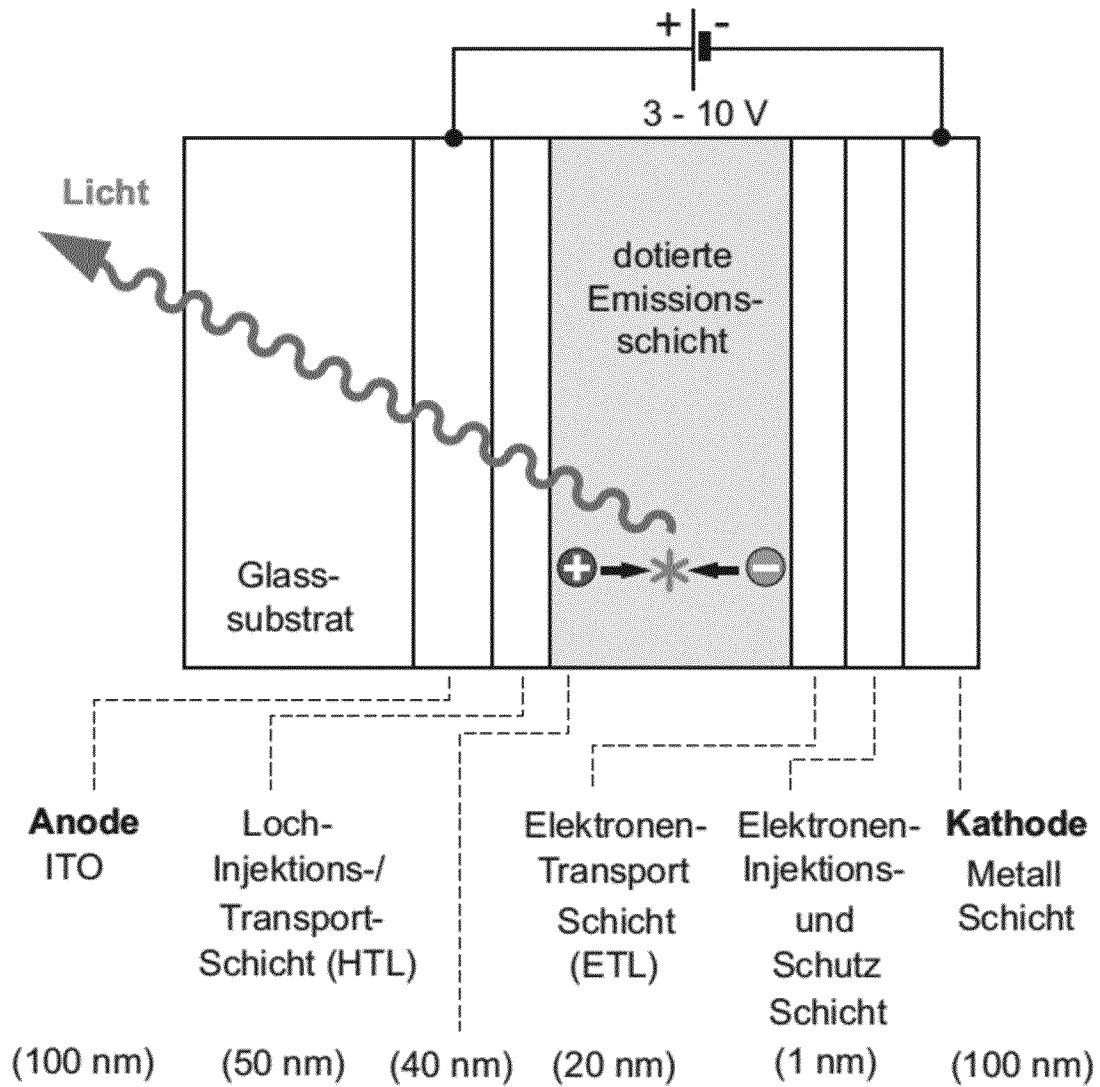 + -
3 - 10 V
Licht
dotierte
Emissions-
schicht
+ −
Glass-
substrat
Anode
ITO
(100 nm)
Loch-
Injektions-/
Transport-
Schicht (HTL)
(50 nm)
(40 nm)
Elektronen-
Transport
Schicht
(ETL)
(20 nm)
Elektronen-
Injektions-
und
Schutz
Schicht
(1 nm)
Kathode
Metall
Schicht
(100 nm)